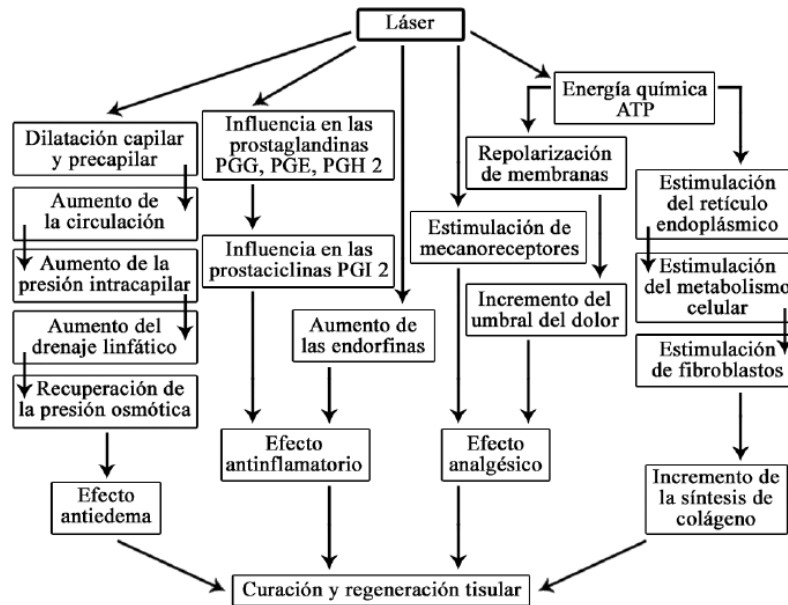 Láser
Energía química
ATP
Dilatación capilar
y precapilar
Influencia en las
prostaglandinas
PGG, PGE, PGH 2
Repolarización
de membranas
Aumento de
la circulación
Estimulación
del retículo
endoplásmico
Estimulación de
mecanoreceptores
Influencia en las
prostaciclinas PGI 2
Aumento de la
presión intracapilar
Estimulación
del metabolismo
celular
Incremento del
umbral del dolor
Aumento del
drenaje linfático
Aumento de
las endorfinas
Estimulación
de fibroblastos
Recuperación de
la presión osmótica
Efecto
antinflamatorio
Efecto
analgésico
Incremento de
la síntesis de
colágeno
Efecto
antiedema
Curación y regeneración tisular